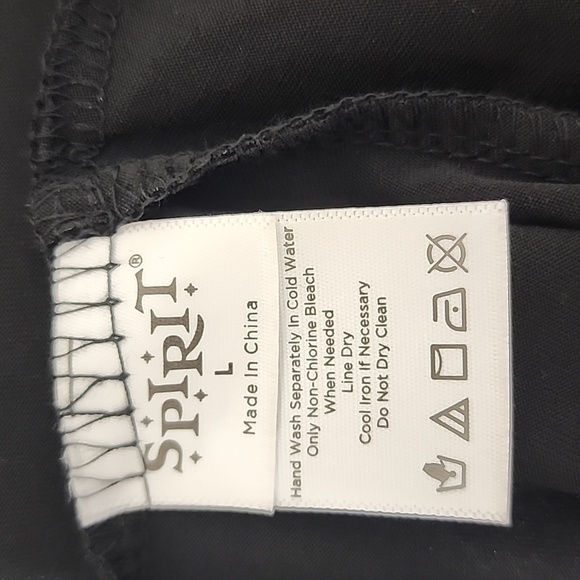 SPIRIT®
L
Made In China
Hand Wash Separately In Cold Water
Only Non-Chlorine Bleach
When Needed
Line Dry
Cool Iron If Necessary
Do Not Dry Clean